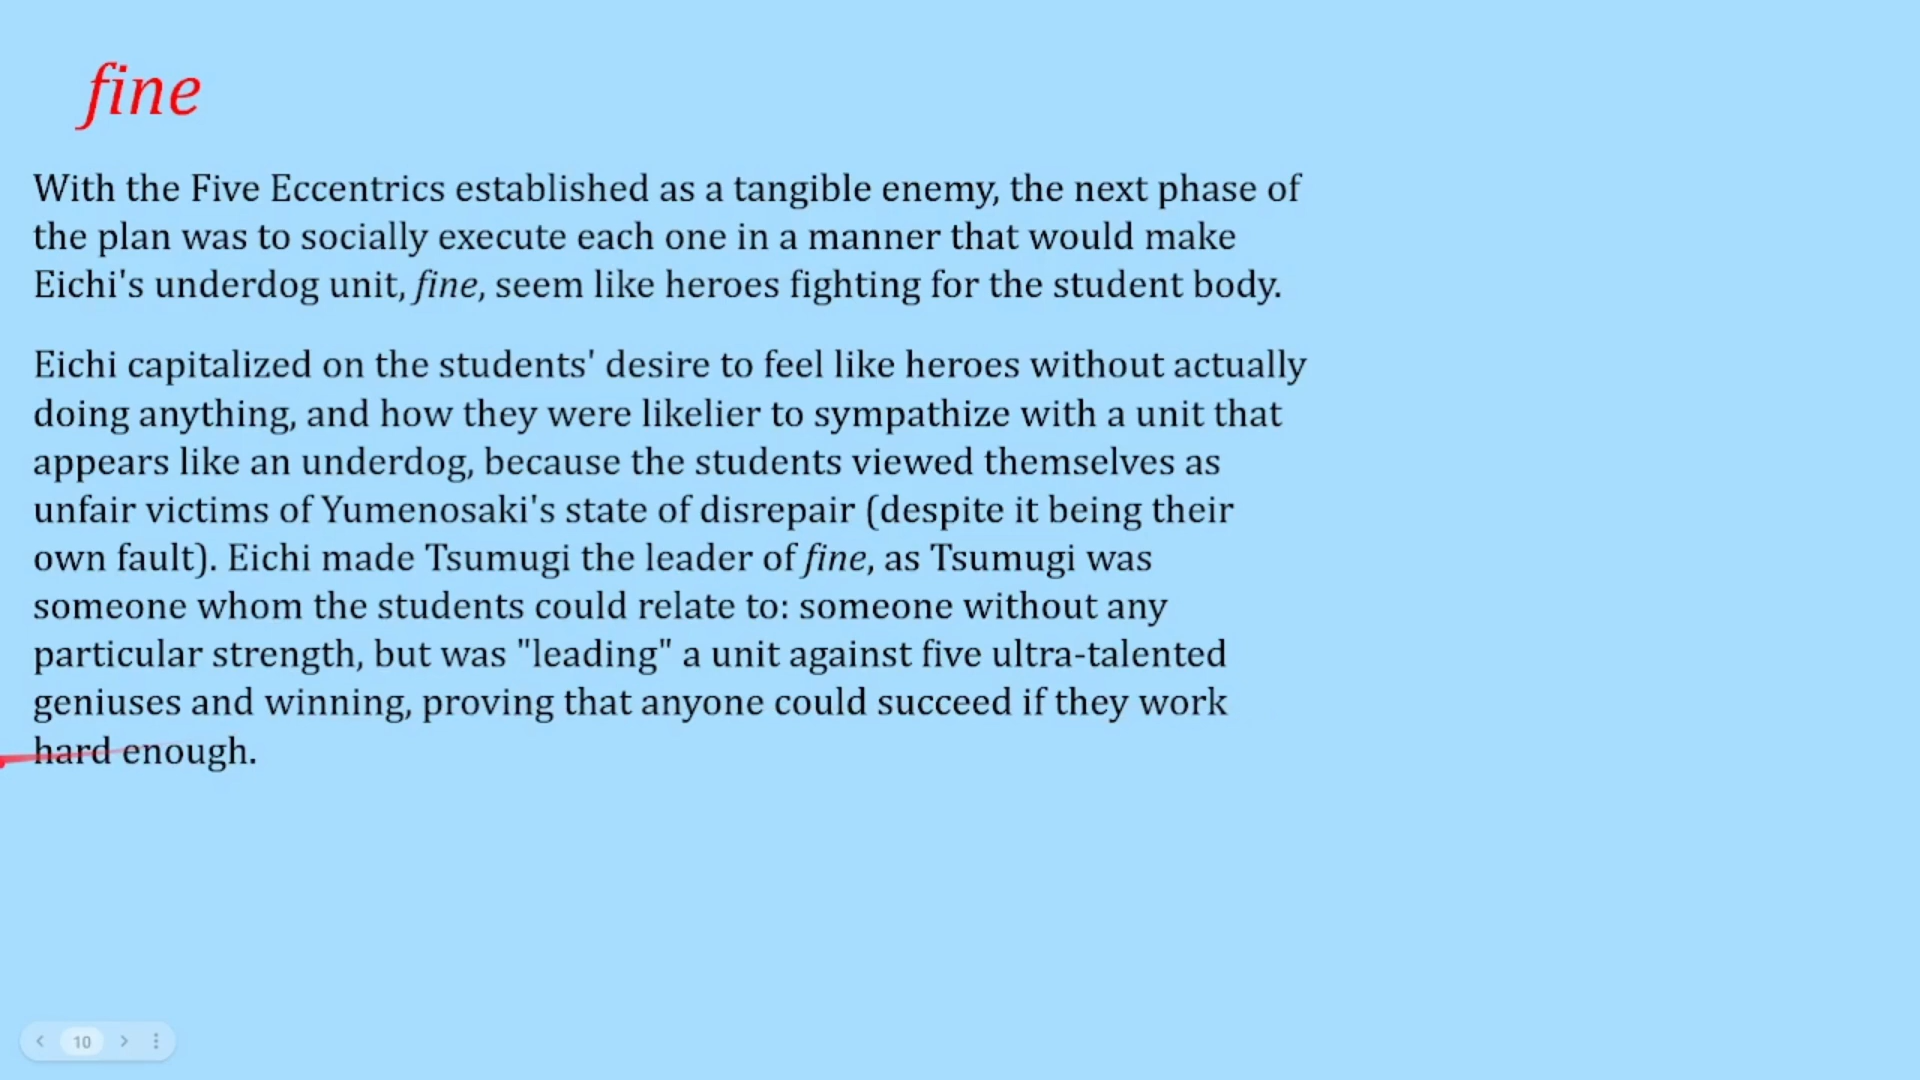 fine
With the Five Eccentrics established as a tangible enemy, the next phase of
the plan was to socially execute each one in a manner that would make
Eichi's underdog unit, fine, seem like heroes fighting for the student body.
Eichi capitalized on the students' desire to feel like heroes without actually
doing anything, and how they were likelier to sympathize with a unit that
appears like an underdog, because the students viewed themselves as
unfair victims of Yumenosaki's state of disrepair (despite it being their
own fault). Eichi made Tsumugi the leader of fine, as Tsumugi was
someone whom the students could relate to: someone without any
particular strength, but was "leading" a unit against five ultra-talented
geniuses and winning, proving that anyone could succeed if they work
hard enough.
10